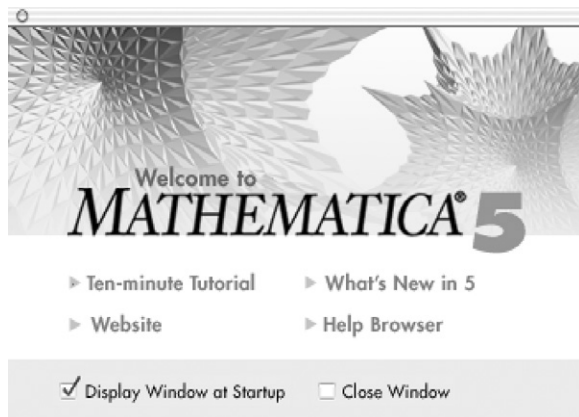 Welcome to
MATHEMATICA® 5
Ten-minute Tutorial
What's New in 5
Website
Help Browser
Display Window at Startup
Close Window